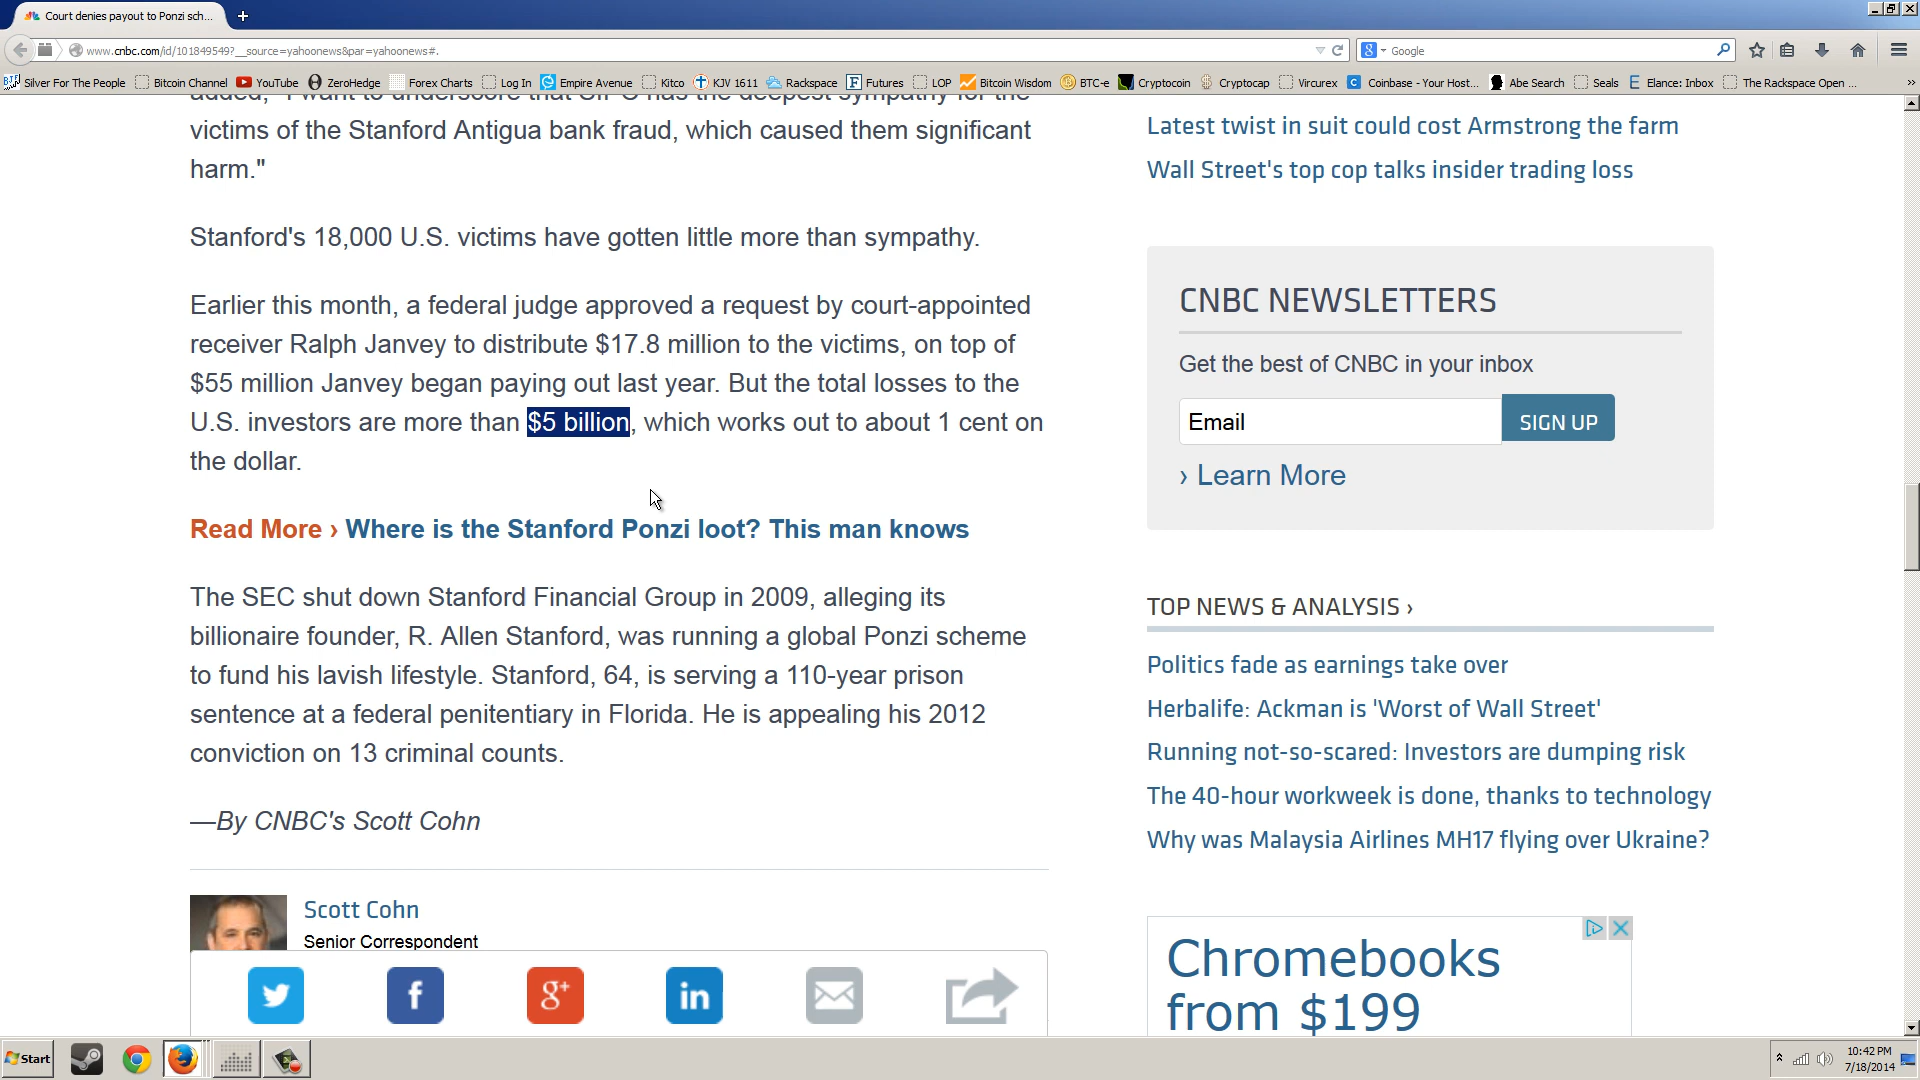 Court denies payout to Ponzi sch...
www.cnbc.com/id/101849549?__source=yahoonews&par=yahoonews#.
Google
Silver For The People
Bitcoin Channel
YouTube
ZeroHedge
Forex Charts
Log In
Empire Avenue
Kitco
KJV 1611
Rackspace
Futures
LOP
Bitcoin Wisdom
BTC-e
Cryptocoin
Cryptocap
Vircurex
Coinbase - Your Host...
Abe Search
Seals
Elance: Inbox
The Rackspace Open ...
added, "I want to underscore that SIPC has the deepest sympathy for the
victims of the Stanford Antigua bank fraud, which caused them significant
harm."
Stanford's 18,000 U.S. victims have gotten little more than sympathy.
Earlier this month, a federal judge approved a request by court-appointed
receiver Ralph Janvey to distribute $17.8 million to the victims, on top of
$55 million Janvey began paying out last year. But the total losses to the
U.S. investors are more than $5 billion, which works out to about 1 cent on
the dollar.
Read More › Where is the Stanford Ponzi loot? This man knows
The SEC shut down Stanford Financial Group in 2009, alleging its
billionaire founder, R. Allen Stanford, was running a global Ponzi scheme
to fund his lavish lifestyle. Stanford, 64, is serving a 110-year prison
sentence at a federal penitentiary in Florida. He is appealing his 2012
conviction on 13 criminal counts.
—By CNBC's Scott Cohn
Scott Cohn
Senior Correspondent
Latest twist in suit could cost Armstrong the farm
Wall Street's top cop talks insider trading loss
CNBC NEWSLETTERS
Get the best of CNBC in your inbox
Email
SIGN UP
› Learn More
TOP NEWS & ANALYSIS ›
Politics fade as earnings take over
Herbalife: Ackman is 'Worst of Wall Street'
Running not-so-scared: Investors are dumping risk
The 40-hour workweek is done, thanks to technology
Why was Malaysia Airlines MH17 flying over Ukraine?
Chromebooks
from $199
Start
10:42 PM
7/18/2014